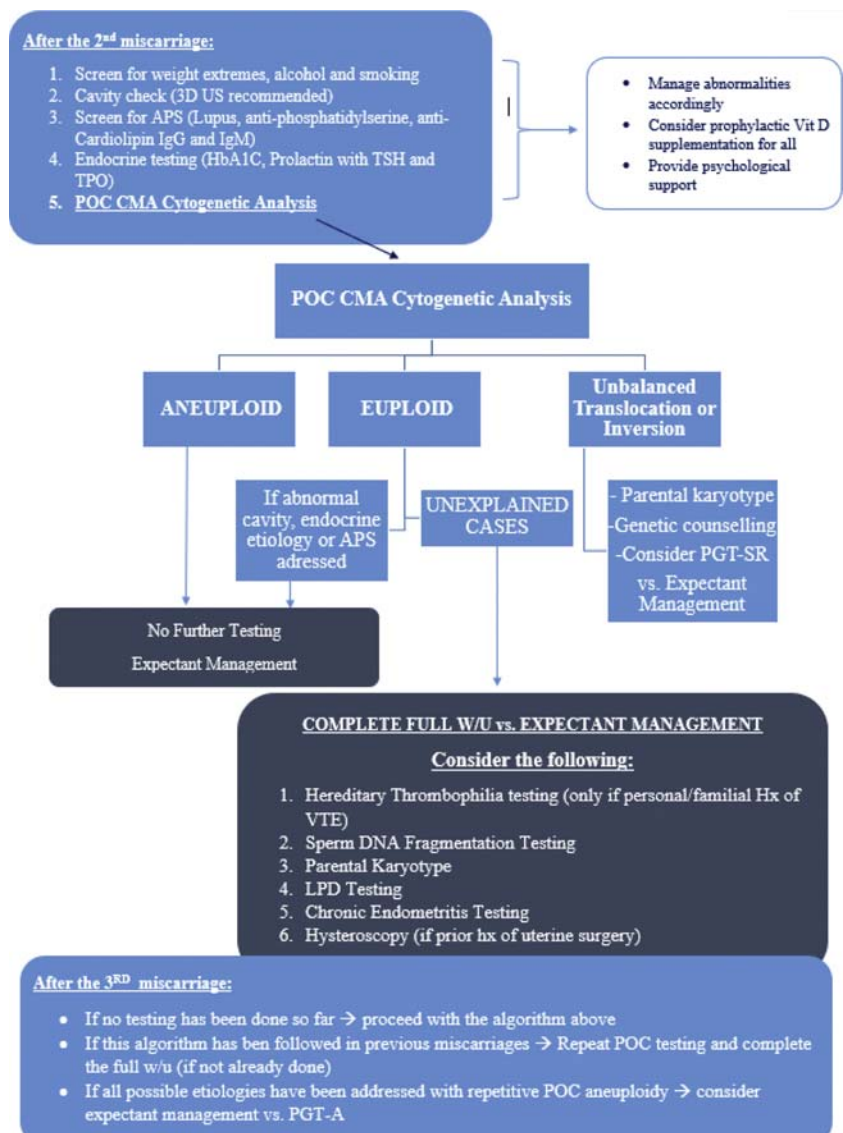 After the 2nd miscarriage:
1. Screen for weight extremes, alcohol and smoking
2. Cavity check (3D US recommended)
3. Screen for APS (Lupus, anti-phosphatidylserine, anti-
Cardiolipin IgG and IgM)
4. Endocrine testing (HbA1C, Prolactin with TSH and
TPO)
5. POC CMA Cytogenetic Analysis
• Manage abnormalities
accordingly
• Consider prophylactic Vit D
supplementation for all
• Provide psychological
support
POC CMA Cytogenetic Analysis
ANEUPLOID
EUPLOID
Unbalanced
Translocation or
Inversion
If abnormal
cavity, endocrine
etiology or APS
adressed
UNEXPLAINED
CASES
- Parental karyotype
-Genetic counselling
-Consider PGT-SR
vs. Expectant
Management
No Further Testing
Expectant Management
COMPLETE FULL W/U vs. EXPECTANT MANAGEMENT
Consider the following:
1. Hereditary Thrombophilia testing (only if personal/familial Hx of
VTE)
2. Sperm DNA Fragmentation Testing
3. Parental Karyotype
4. LPD Testing
5. Chronic Endometritis Testing
6. Hysteroscopy (if prior hx of uterine surgery)
After the 3RD miscarriage:
• If no testing has been done so far → proceed with the algorithm above
• If this algorithm has ben followed in previous miscarriages → Repeat POC testing and complete
the full w/u (if not already done)
• If all possible etiologies have been addressed with repetitive POC aneuploidy → consider
expectant management vs. PGT-A